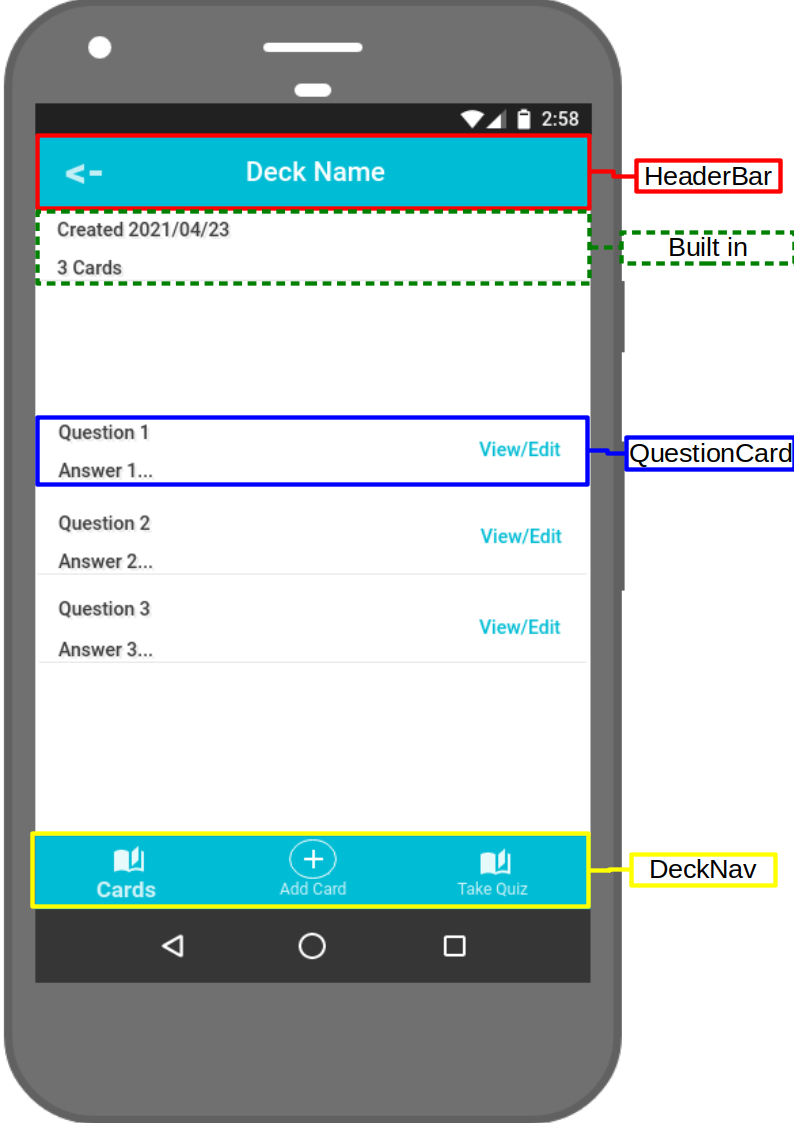 2:58
<- Deck Name
HeaderBar
Created 2021/04/23
Built in
3 Cards
Question 1
View/Edit
QuestionCard
Answer 1...
Question 2
View/Edit
Answer 2...
Question 3
View/Edit
Answer 3...
DeckNav
Cards Add Card Take Quiz